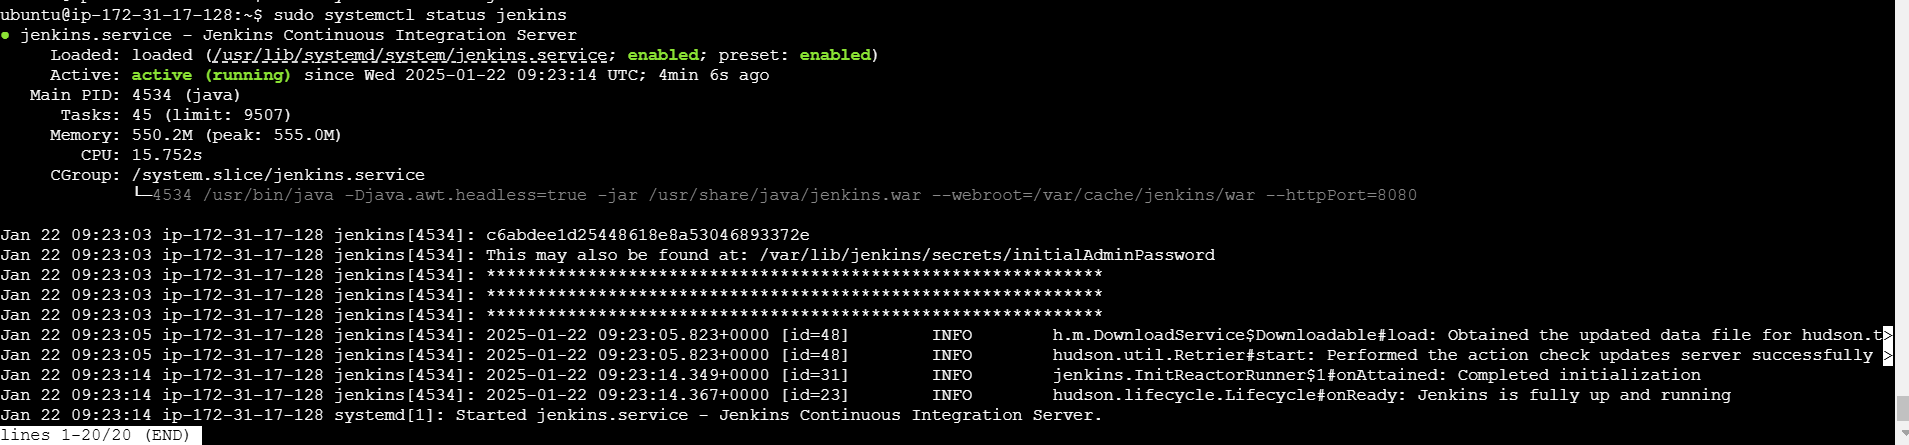 ubuntu@ip-172-31-17-128:~$ sudo systemctl status jenkins
● jenkins.service - Jenkins Continuous Integration Server
     Loaded: loaded (/usr/lib/systemd/system/jenkins.service; enabled; preset: enabled)
     Active: active (running) since Wed 2025-01-22 09:23:14 UTC; 4min 6s ago
   Main PID: 4534 (java)
      Tasks: 45 (limit: 9507)
     Memory: 550.2M (peak: 555.0M)
        CPU: 15.752s
     CGroup: /system.slice/jenkins.service
             └─4534 /usr/bin/java -Djava.awt.headless=true -jar /usr/share/java/jenkins.war --webroot=/var/cache/jenkins/war --httpPort=8080
Jan 22 09:23:03 ip-172-31-17-128 jenkins[4534]: c6abdee1d25448618e8a53046893372e
Jan 22 09:23:03 ip-172-31-17-128 jenkins[4534]: This may also be found at: /var/lib/jenkins/secrets/initialAdminPassword
Jan 22 09:23:03 ip-172-31-17-128 jenkins[4534]: *************************************************************
Jan 22 09:23:03 ip-172-31-17-128 jenkins[4534]: *************************************************************
Jan 22 09:23:03 ip-172-31-17-128 jenkins[4534]: *************************************************************
Jan 22 09:23:05 ip-172-31-17-128 jenkins[4534]: 2025-01-22 09:23:05.823+0000 [id=48]        INFO        h.m.DownloadService$Downloadable#load: Obtained the updated data file for hudson.t>
Jan 22 09:23:05 ip-172-31-17-128 jenkins[4534]: 2025-01-22 09:23:05.823+0000 [id=48]        INFO        hudson.util.Retrier#start: Performed the action check updates server successfully >
Jan 22 09:23:14 ip-172-31-17-128 jenkins[4534]: 2025-01-22 09:23:14.349+0000 [id=31]        INFO        jenkins.InitReactorRunner$1#onAttained: Completed initialization
Jan 22 09:23:14 ip-172-31-17-128 jenkins[4534]: 2025-01-22 09:23:14.367+0000 [id=23]        INFO        hudson.lifecycle.Lifecycle#onReady: Jenkins is fully up and running
Jan 22 09:23:14 ip-172-31-17-128 systemd[1]: Started jenkins.service - Jenkins Continuous Integration Server.
lines 1-20/20 (END)